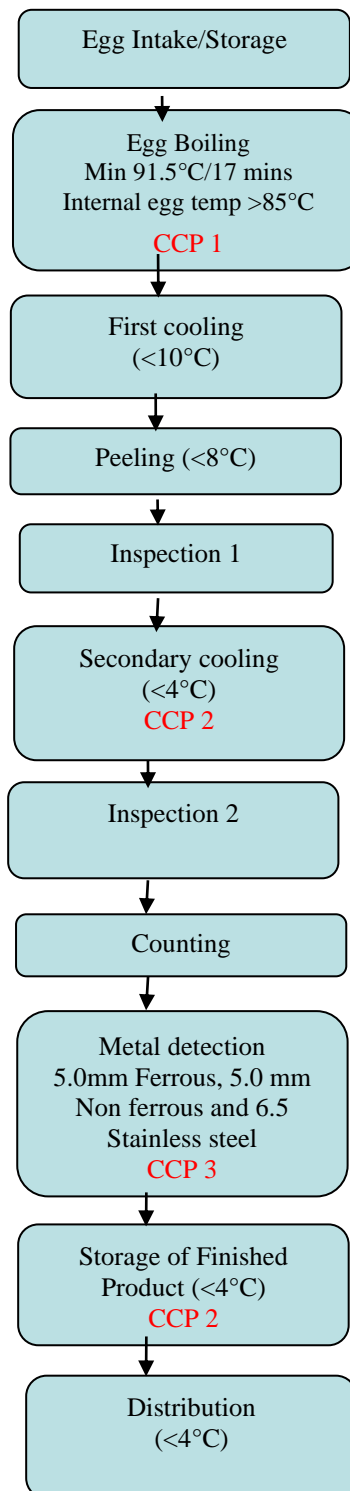 Egg Intake/Storage
Egg Boiling
Min 91.5°C/17 mins
Internal egg temp >85°C
CCP 1
First cooling
(<10°C)
Peeling (<8°C)
Inspection 1
Secondary cooling
(<4°C)
CCP 2
Inspection 2
Counting
Metal detection
5.0mm Ferrous, 5.0 mm
Non ferrous and 6.5
Stainless steel
CCP 3
Storage of Finished
Product (<4°C)
CCP 2
Distribution
(<4°C)